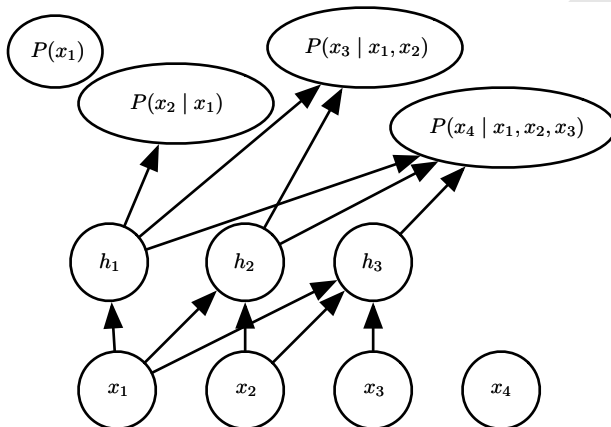 P(x₁)
P(x₂ | x₁)
P(x₃ | x₁, x₂)
P(x₄ | x₁, x₂, x₃)
h₁
h₂
h₃
x₁
x₂
x₃
x₄